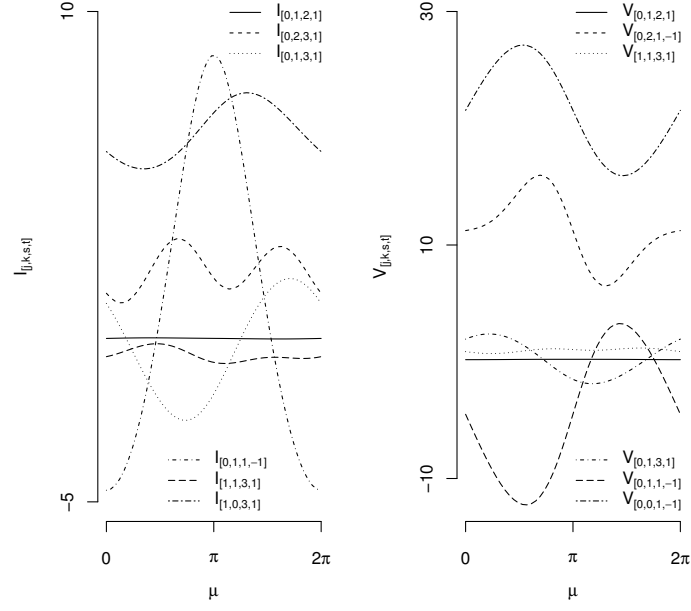 I[0,1,2,1]
I[0,2,3,1]
I[0,1,3,1]
10
−5
I[j,k,s,t]
I[0,1,1,−1]
I[1,1,3,1]
I[1,0,3,1]
0
π
2π
μ
V[0,1,2,1]
V[0,2,1,−1]
V[1,1,3,1]
30
10
−10
V[j,k,s,t]
V[0,1,3,1]
V[0,1,1,−1]
V[0,0,1,−1]
0
π
2π
μ